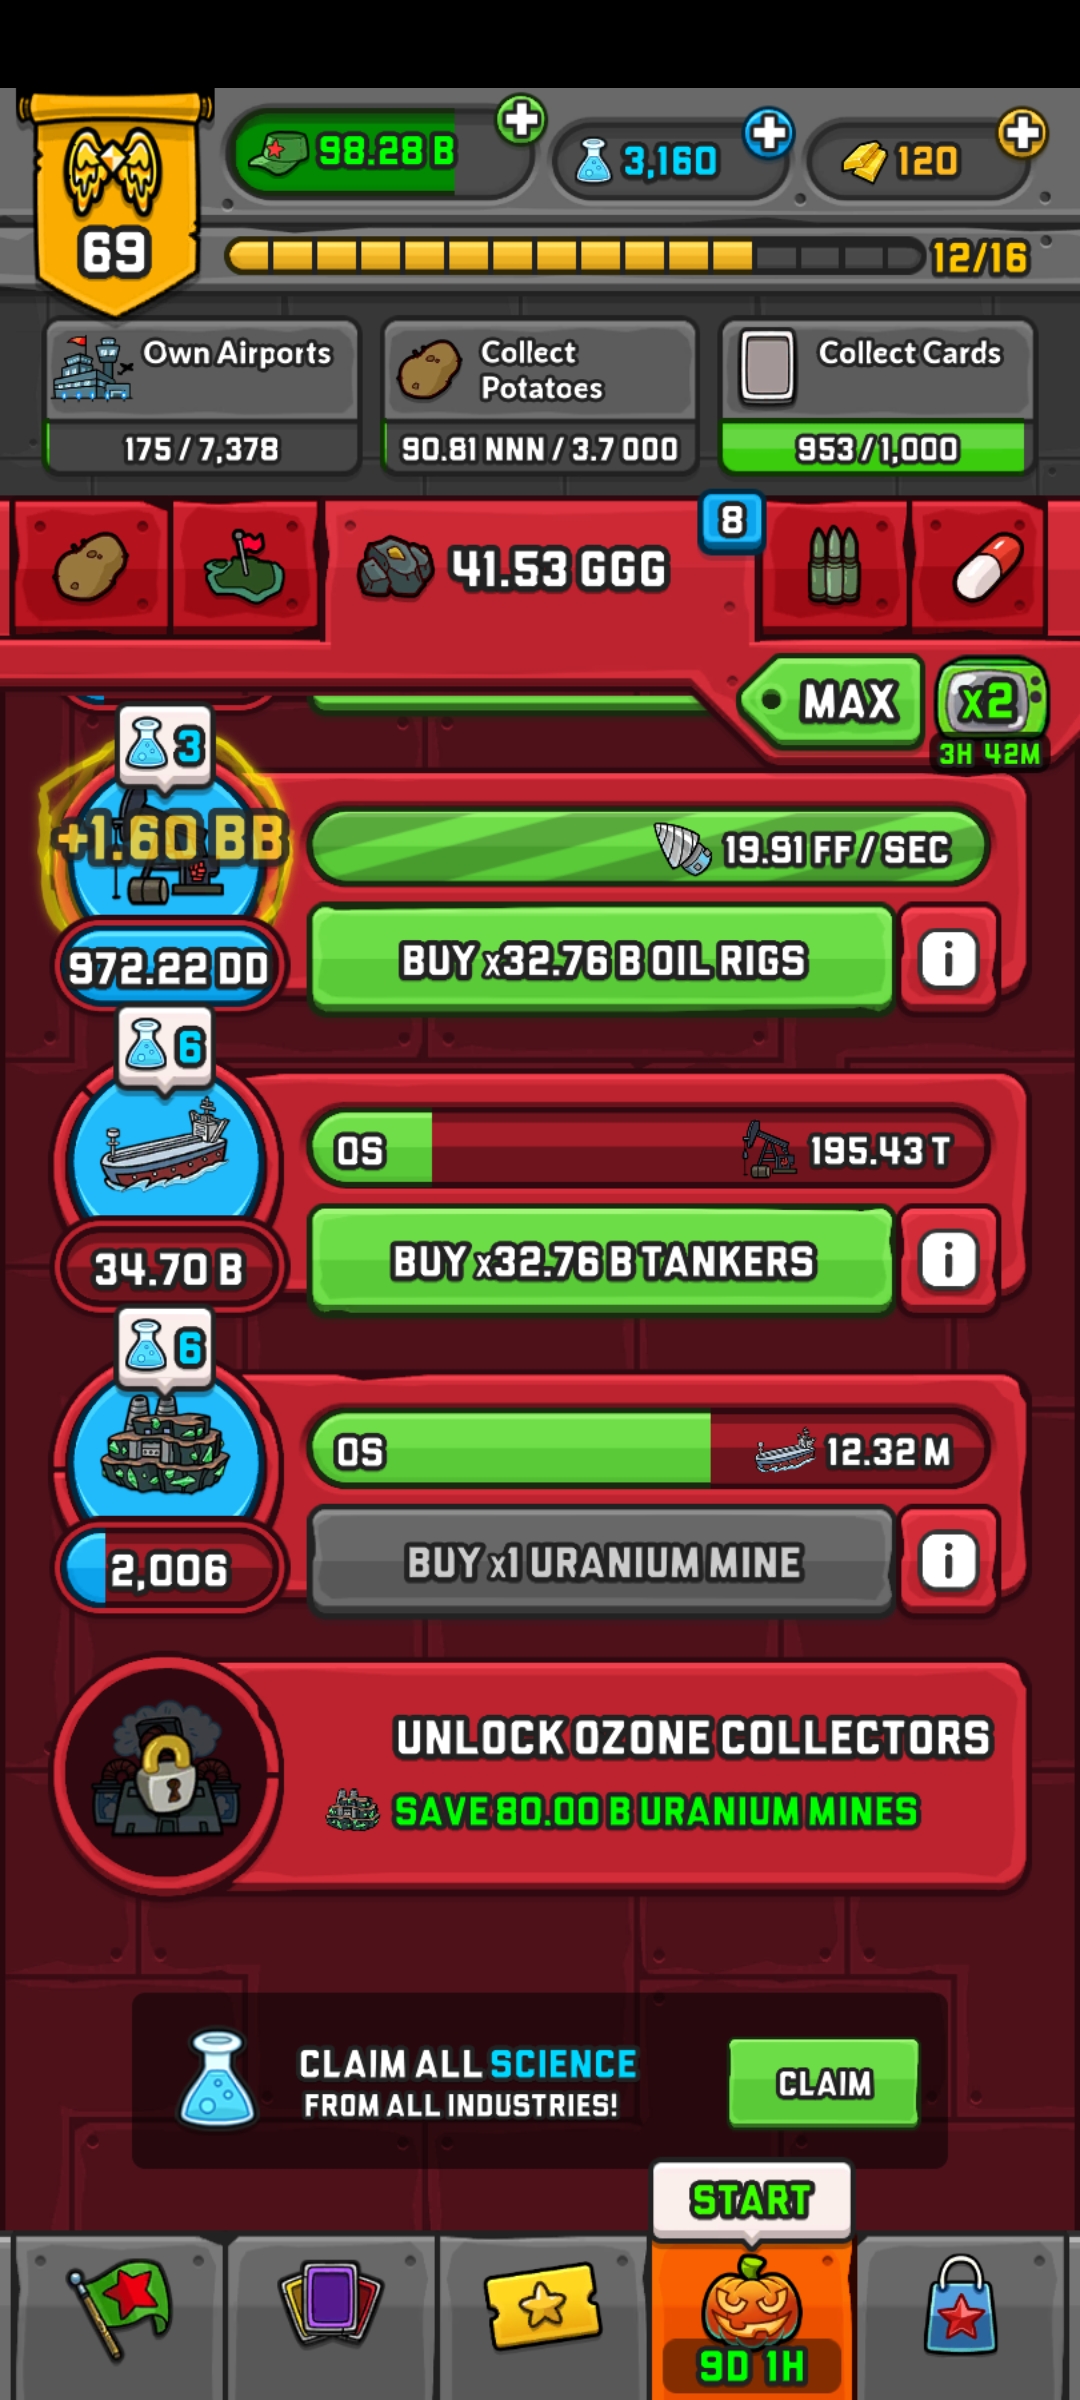 98.28 B
3,160
120
69
12/16
Own Airports
175 / 7,378
Collect
Potatoes
90.81 NNN / 3.7 OOO
Collect Cards
953 / 1,000
41.53 GGG
8
MAX
x2
3H 42M
3
+1.60 BB
972.22 DD
19.91 FF / SEC
BUY x32.76 B OIL RIGS
i
6
34.70 B
0S
195.43 T
BUY x32.76 B TANKERS
i
6
2,006
0S
12.32 M
BUY x1 URANIUM MINE
i
UNLOCK OZONE COLLECTORS
SAVE 80.00 B URANIUM MINES
CLAIM ALL SCIENCE
FROM ALL INDUSTRIES!
CLAIM
START
9D 1H